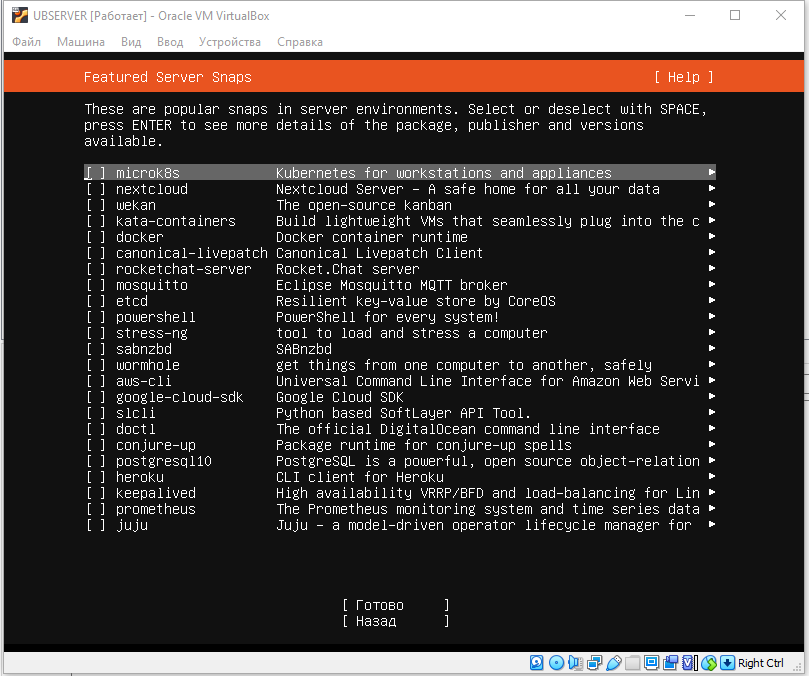 UBSERVER [Работает] - Oracle VM VirtualBox
Файл Машина Вид Ввод Устройства Справка
Featured Server Snaps [ Help ]
These are popular snaps in server environments. Select or deselect with SPACE,
press ENTER to see more details of the package, publisher and versions
available.
[ ] microk8s Kubernetes for workstations and appliances ▸
[ ] nextcloud Nextcloud Server - A safe home for all your data ▸
[ ] wekan The open-source kanban ▸
[ ] kata-containers Build lightweight VMs that seamlessly plug into the c ▸
[ ] docker Docker container runtime ▸
[ ] canonical-livepatch Canonical Livepatch Client ▸
[ ] rocketchat-server Rocket.Chat server ▸
[ ] mosquitto Eclipse Mosquitto MQTT broker ▸
[ ] etcd Resilient key-value store by CoreOS ▸
[ ] powershell PowerShell for every system! ▸
[ ] stress-ng tool to load and stress a computer ▸
[ ] sabnzbd SABnzbd ▸
[ ] wormhole get things from one computer to another, safely ▸
[ ] aws-cli Universal Command Line Interface for Amazon Web Servi ▸
[ ] google-cloud-sdk Google Cloud SDK ▸
[ ] slcli Python based SoftLayer API Tool. ▸
[ ] doctl The official DigitalOcean command line interface ▸
[ ] conjure-up Package runtime for conjure-up spells ▸
[ ] postgresql10 PostgreSQL is a powerful, open source object-relation ▸
[ ] heroku CLI client for Heroku ▸
[ ] keepalived High availability VRRP/BFD and load-balancing for Lin ▸
[ ] prometheus The Prometheus monitoring system and time series data ▸
[ ] juju Juju - a model-driven operator lifecycle manager for ▸
[ Готово ]
[ Назад ]
Right Ctrl